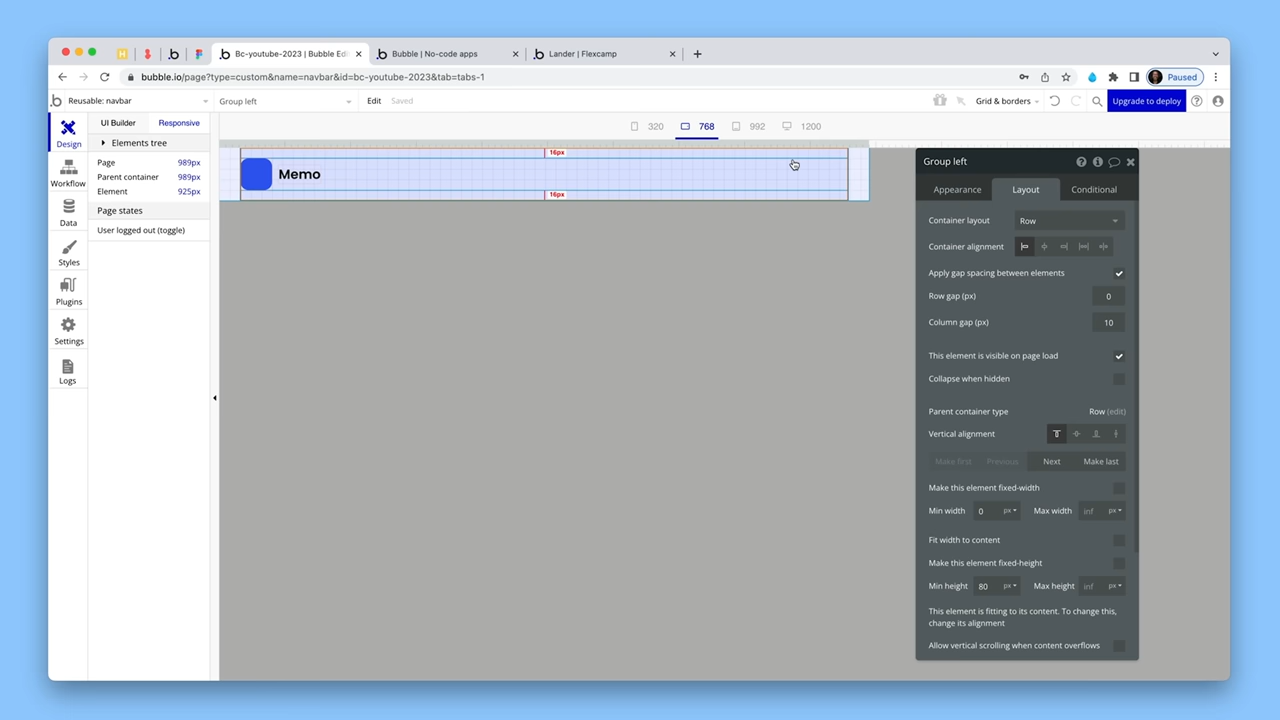 Bc-youtube-2023 | Bubble Edi
Bubble | No-code apps
Lander | Flexcamp
bubble.io/page?type=custom&name=navbar&id=bc-youtube-2023&tab=tabs-1
Paused
Reusable: navbar
Group left
Edit
Saved
Grid & borders
Upgrade to deploy
Design
Workflow
Data
Styles
Plugins
Settings
Logs
UI Builder
Responsive
Elements tree
Page 989px
Parent container 989px
Element 925px
Page states
User logged out (toggle)
320
768
992
1200
16px
Memo
16px
Group left
Appearance
Layout
Conditional
Container layout Row
Container alignment
Apply gap spacing between elements
Row gap (px) 0
Column gap (px) 10
This element is visible on page load
Collapse when hidden
Parent container type Row (edit)
Vertical alignment
Make first Previous Next Make last
Make this element fixed-width
Min width 0 px Max width inf px
Fit width to content
Make this element fixed-height
Min height 80 px Max height inf px
This element is fitting to its content. To change this,
change its alignment
Allow vertical scrolling when content overflows